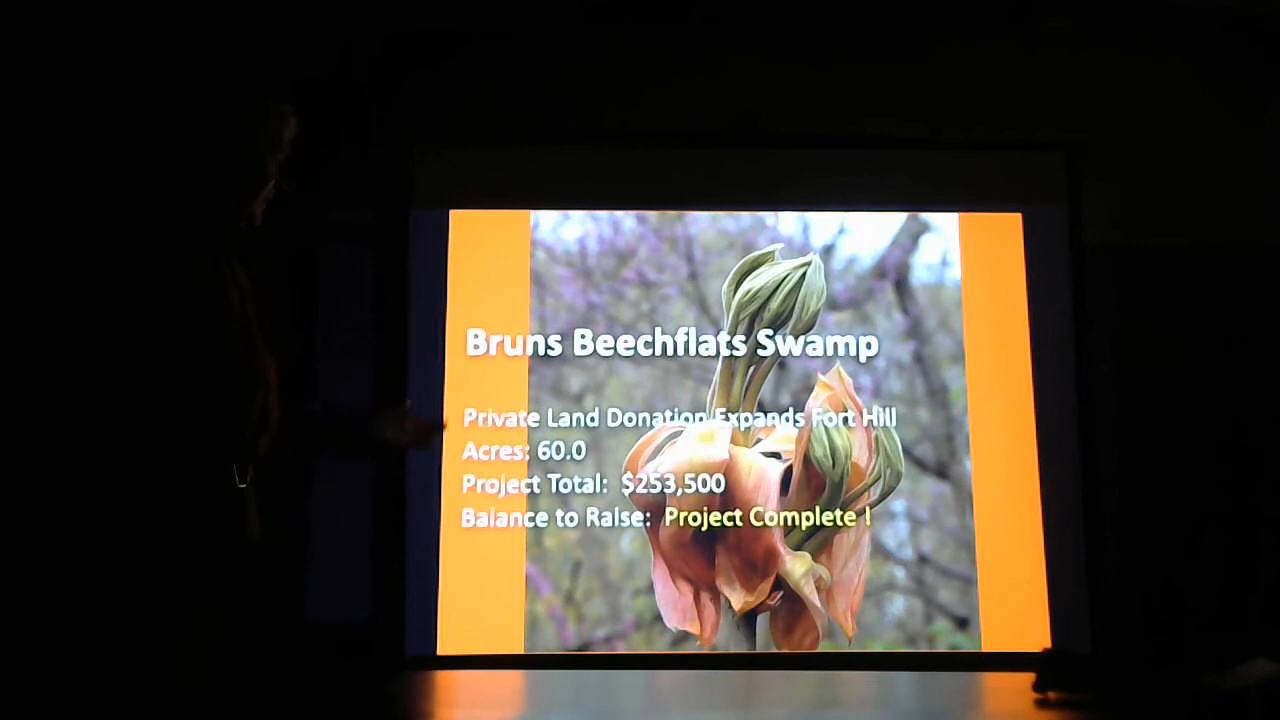 Bruns Beechflats Swamp
Private Land Donation Expands Fort Hill
Acres: 60.0
Project Total: $253,500
Balance to Raise: Project Complete !